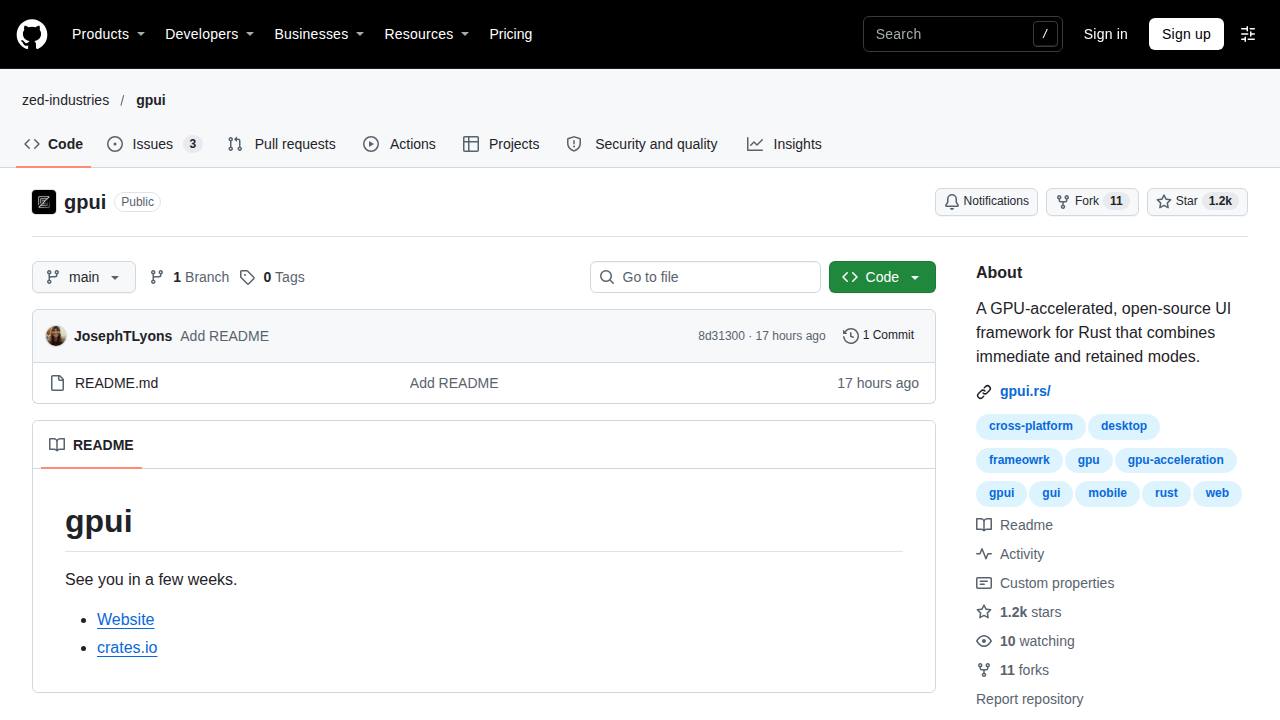 Products Developers Businesses Resources Pricing Search / Sign in Sign up
zed-industries / gpui
Code Issues 3 Pull requests Actions Projects Security and quality Insights
gpui Public Notifications Fork 11 Star 1.2k
main 1 Branch 0 Tags Go to file Code
JosephTLyons Add README 8d31300 · 17 hours ago 1 Commit
README.md Add README 17 hours ago
README
gpui
See you in a few weeks.
Website
crates.io
About
A GPU-accelerated, open-source UI
framework for Rust that combines
immediate and retained modes.
gpui.rs/
cross-platform desktop
frameowrk gpu gpu-acceleration
gpui gui mobile rust web
Readme
Activity
Custom properties
1.2k stars
10 watching
11 forks
Report repository